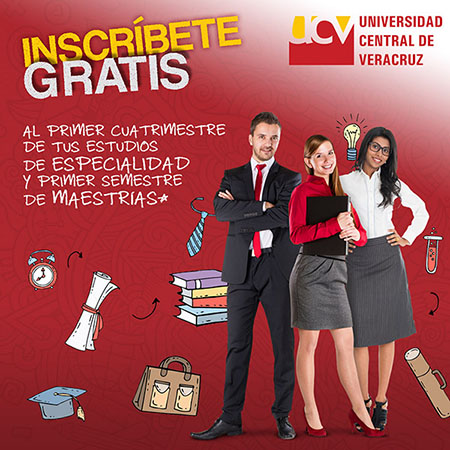 INSCRÍBETE
GRATIS
ucv
UNIVERSIDAD
CENTRAL DE
VERACRUZ
AL PRIMER CUATRIMESTRE
DE TUS ESTUDIOS
DE ESPECIALIDAD
Y PRIMER SEMESTRE
DE MAESTRIAS*